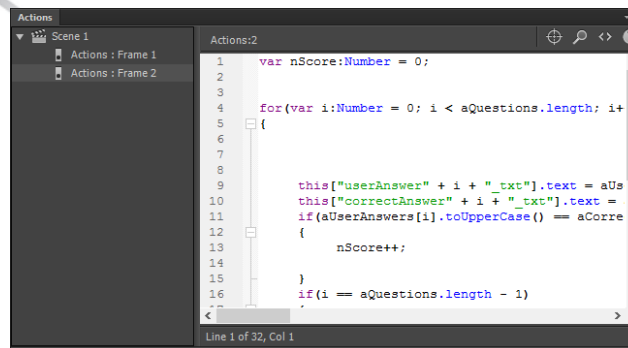 Actions
Scene 1
Actions : Frame 1
Actions : Frame 2
Actions:2
1 var nScore:Number = 0;
2
3
4 for(var i:Number = 0; i < aQuestions.length; i+
5 {
6
7
8
9 this["userAnswer" + i + "_txt"].text = aUs
10 this["correctAnswer" + i + "_txt"].text =
11 if(aUserAnswers[i].toUpperCase() == aCorre
12 {
13 nScore++;
14
15 }
16 if(i == aQuestions.length - 1)
Line 1 of 32, Col 1